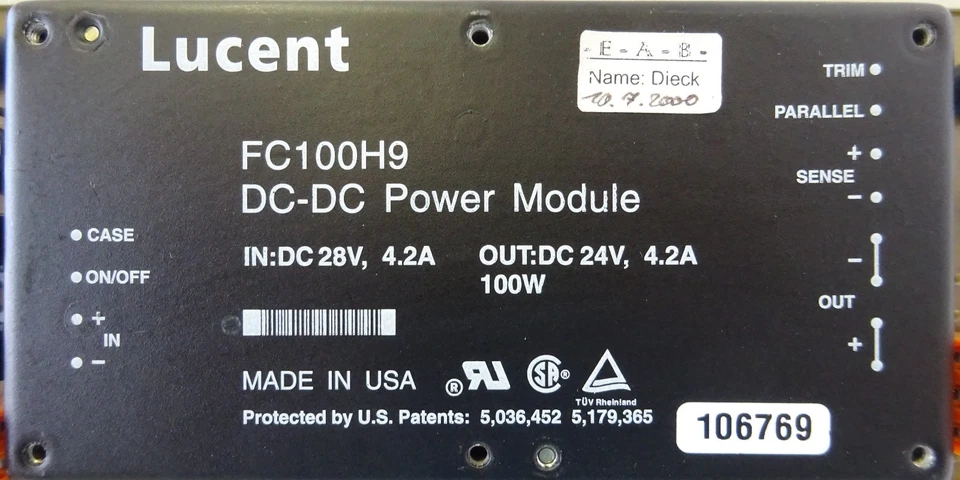 Lucent
- E - A - B -
Name: Dieck
10.7.2000
TRIM
PARALLEL
+
SENSE
–
FC100H9
DC-DC Power Module
CASE
ON/OFF
+
IN
–
IN:DC 28V, 4.2A OUT:DC 24V, 4.2A
100W
–
OUT
+
MADE IN USA
® RU SA ®
TÜV Rheinland
Protected by U.S. Patents: 5,036,452 5,179,365
106769